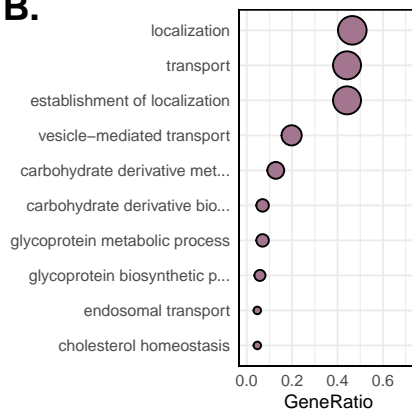 B.
localization
transport
establishment of localization
vesicle−mediated transport
carbohydrate derivative met...
carbohydrate derivative bio...
glycoprotein metabolic process
glycoprotein biosynthetic p...
endosomal transport
cholesterol homeostasis
0.0 0.2 0.4 0.6
GeneRatio